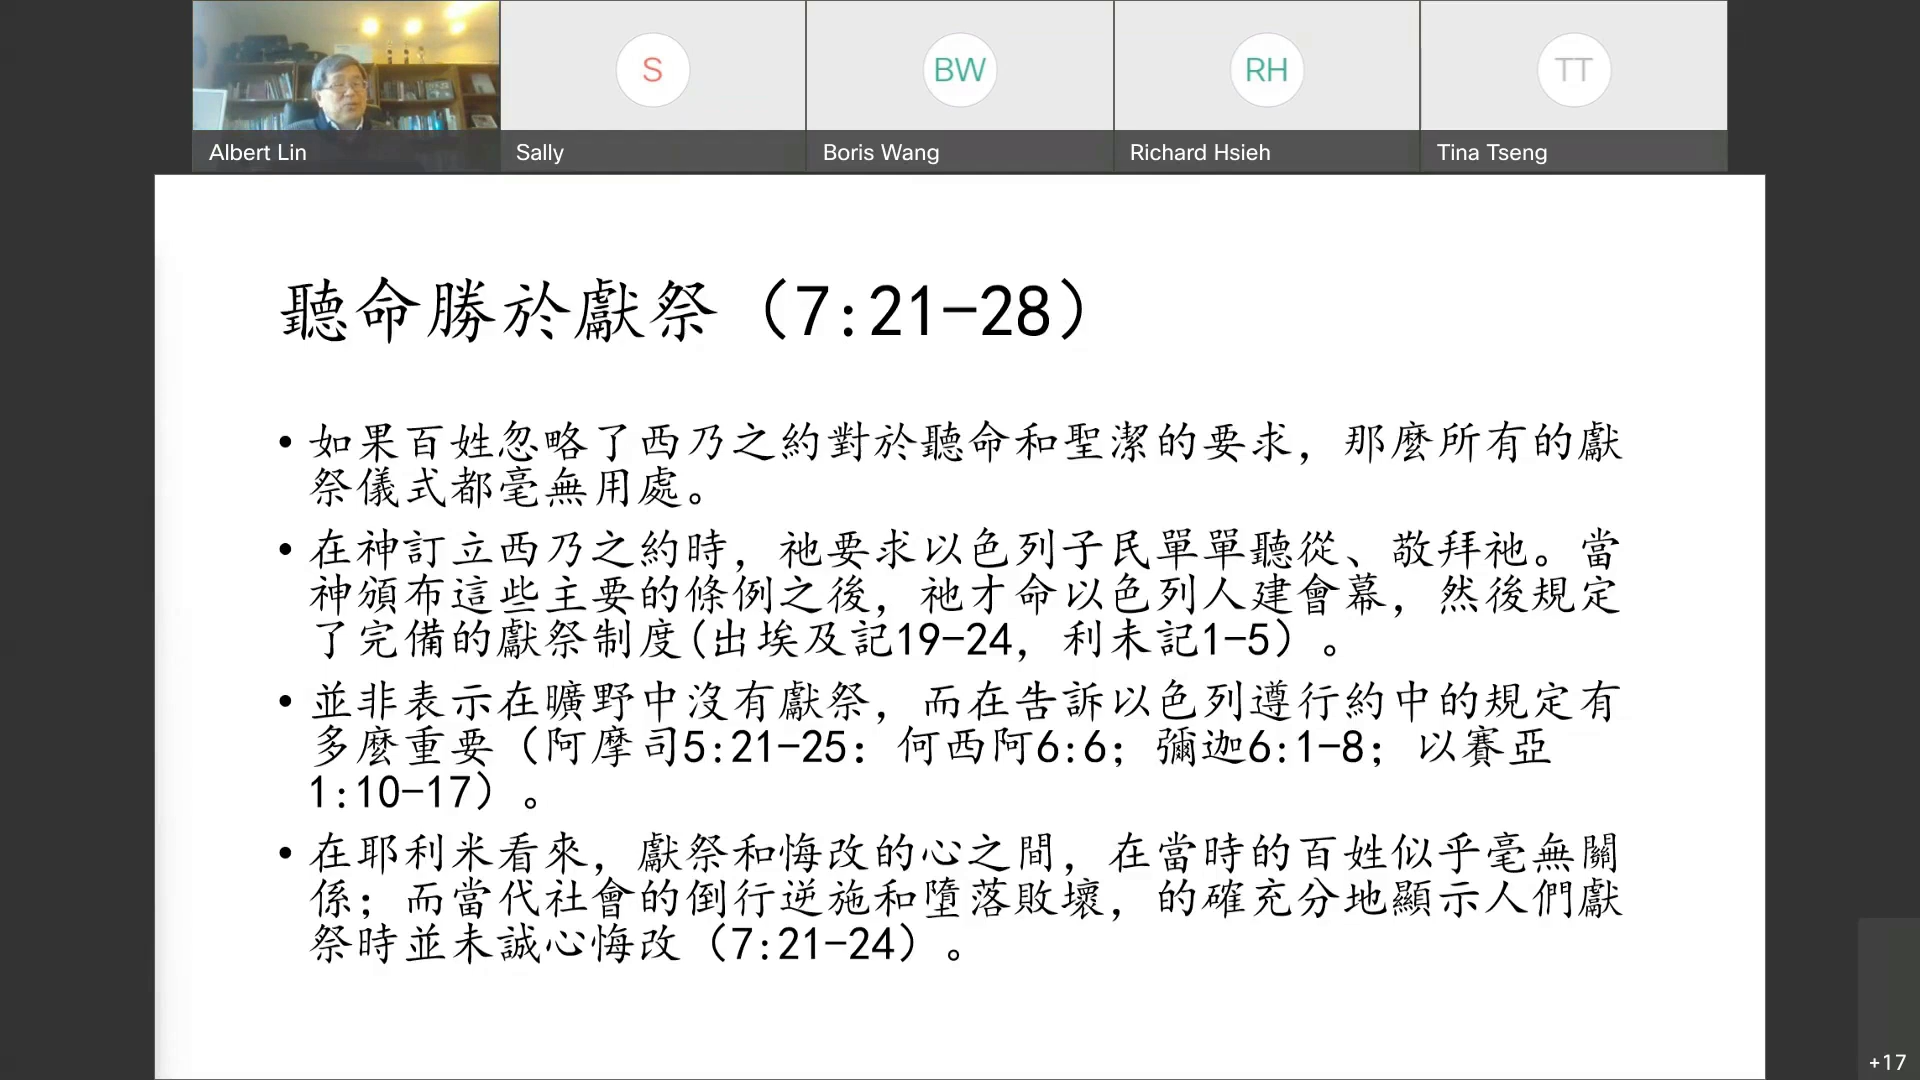 S
BW
RH
TT
Albert Lin
Sally
Boris Wang
Richard Hsieh
Tina Tseng
聽命勝於獻祭（7:21-28）
• 如果百姓忽略了西乃之約對於聽命和聖潔的要求，那麼所有的獻
祭儀式都毫無用處。
• 在神訂立西乃之約時，祂要求以色列子民單單聽從、敬拜祂。當
神頒布這些主要的條例之後，祂才命以色列人建會幕，然後規定
了完備的獻祭制度(出埃及記19-24，利未記1-5）。
• 並非表示在曠野中沒有獻祭，而在告訴以色列遵行約中的規定有
多麼重要（阿摩司5:21-25：何西阿6:6；彌迦6:1-8；以賽亞
1:10-17）。
• 在耶利米看來，獻祭和悔改的心之間，在當時的百姓似乎毫無關
係；而當代社會的倒行逆施和墮落敗壞，的確充分地顯示人們獻
祭時並未誠心悔改（7:21-24）。
+17